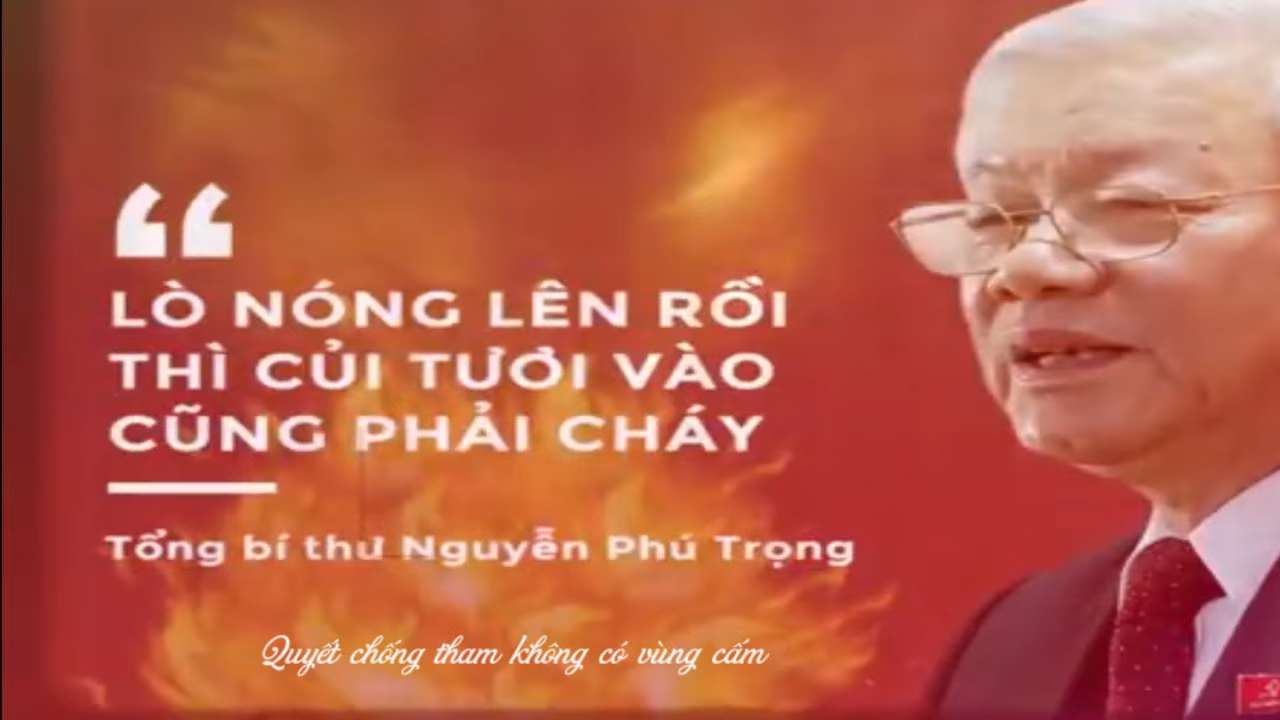 LÒ NÓNG LÊN RỒI
THÌ CỦI TƯƠI VÀO
CŨNG PHẢI CHÁY
Tổng bí thư Nguyễn Phú Trọng
Quyết chống tham không có vùng cấm